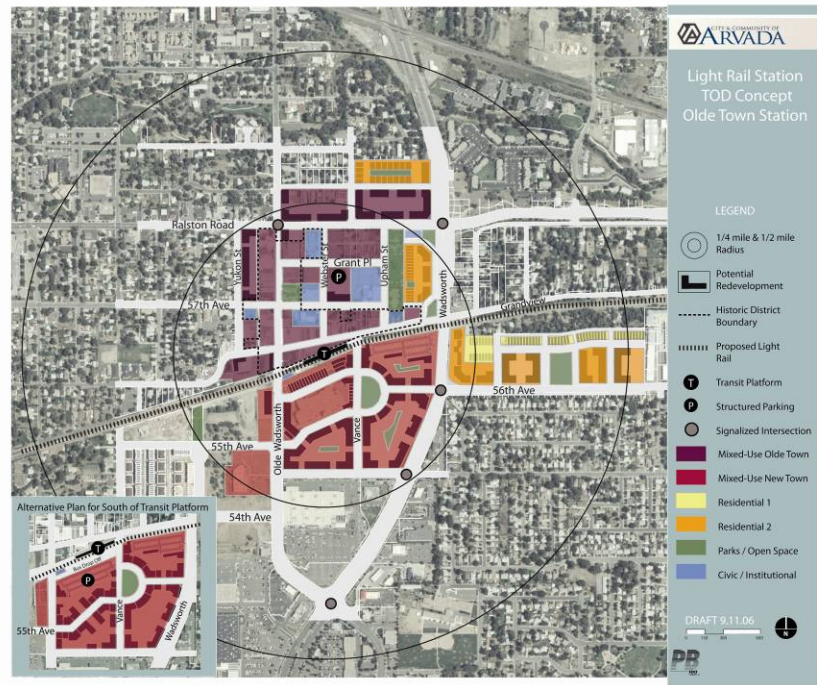 CITY & COMMUNITY OF
ARVADA
Light Rail Station
TOD Concept
Olde Town Station
LEGEND
1/4 mile & 1/2 mile
Radius
Potential
Redevelopment
Historic District
Boundary
Proposed Light
Rail
T
Transit Platform
P
Structured Parking
Signalized Intersection
Mixed-Use Olde Town
Mixed-Use New Town
Residential 1
Residential 2
Parks / Open Space
Civic / Institutional
DRAFT 9.11.06
N
PB
Ralston Road
Yukon St
Webster St
Upham St
Grant Pl
P
Wadsworth
57th Ave
Grandview
T
56th Ave
Olde Wadsworth
Vance
55th Ave
54th Ave
Alternative Plan for South of Transit Platform
T
Bus Drop Off
P
Vance
55th Ave
Wadsworth